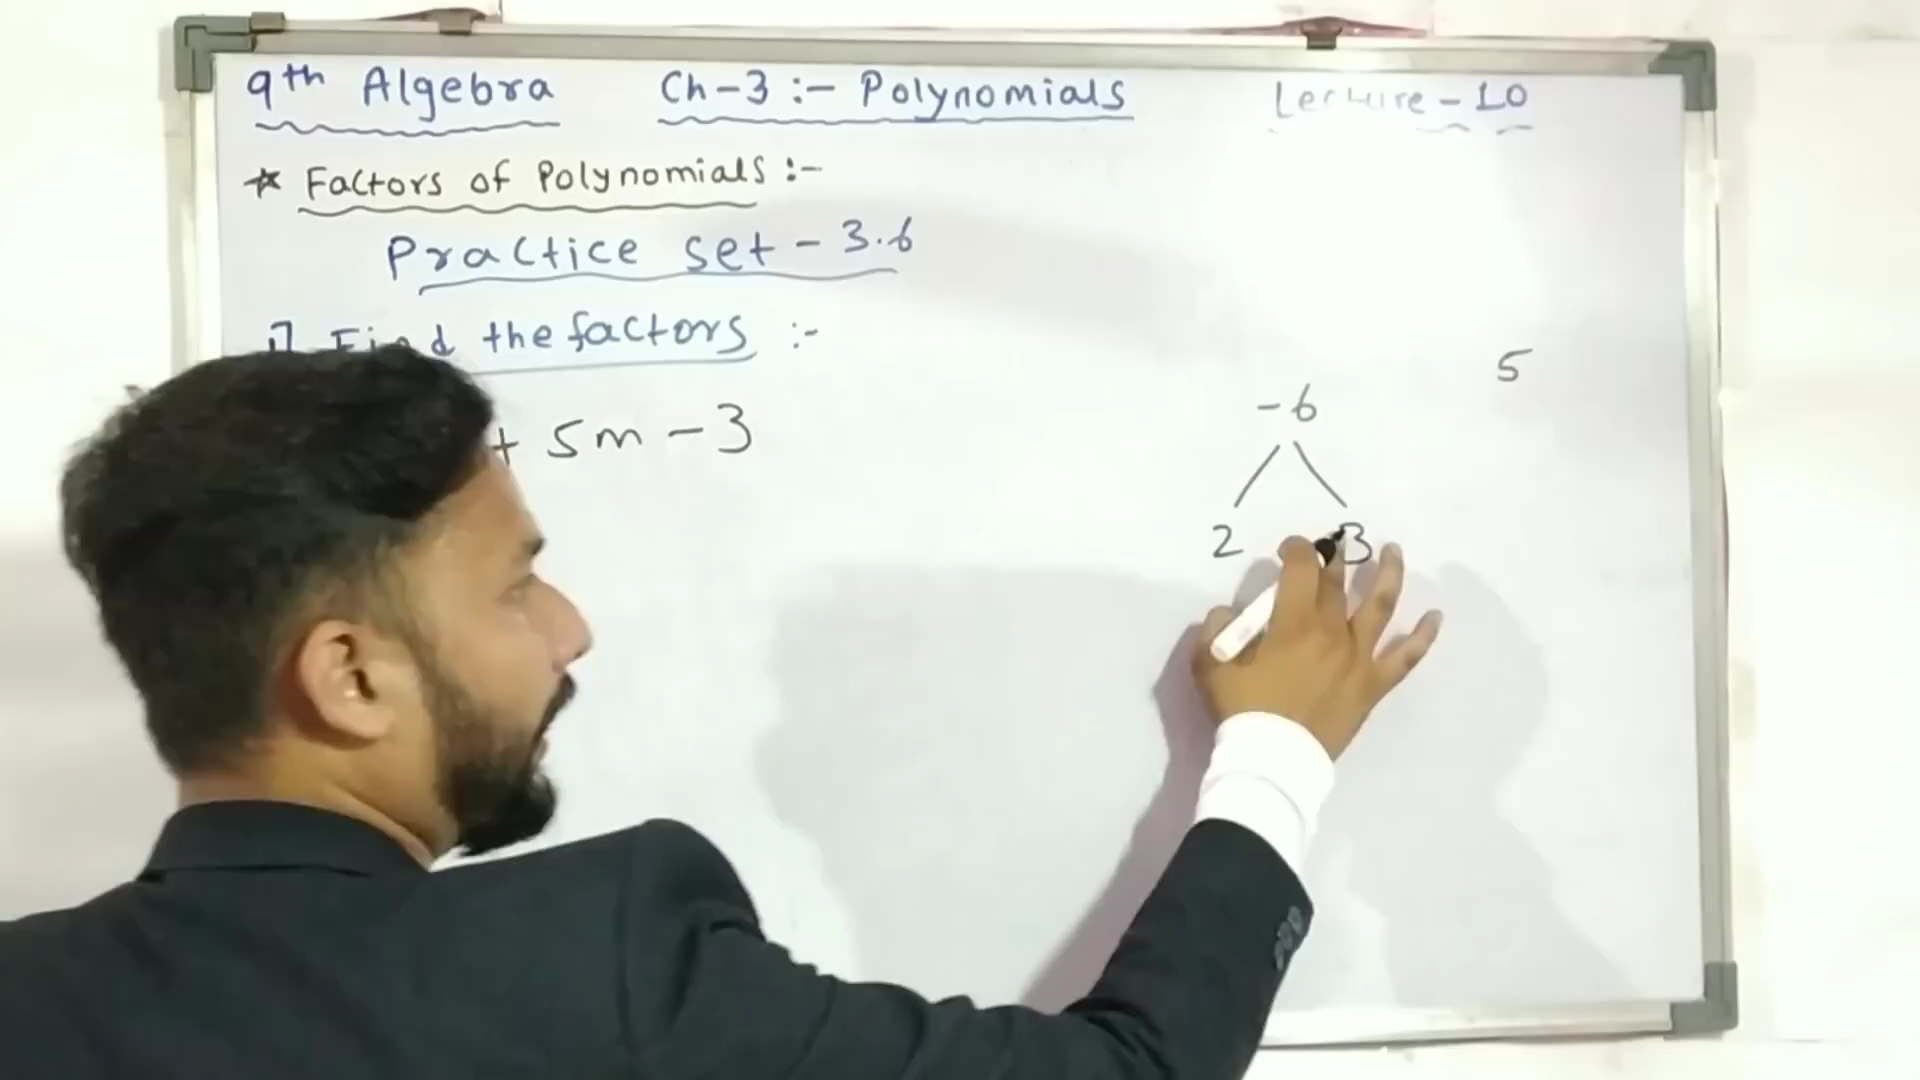 9th Algebra Ch-3 :- Polynomials Lecture - 10
* Factors of Polynomials :-
Practice set - 3.6
Find the factors :-
+ 5m - 3
5
-6
2 3